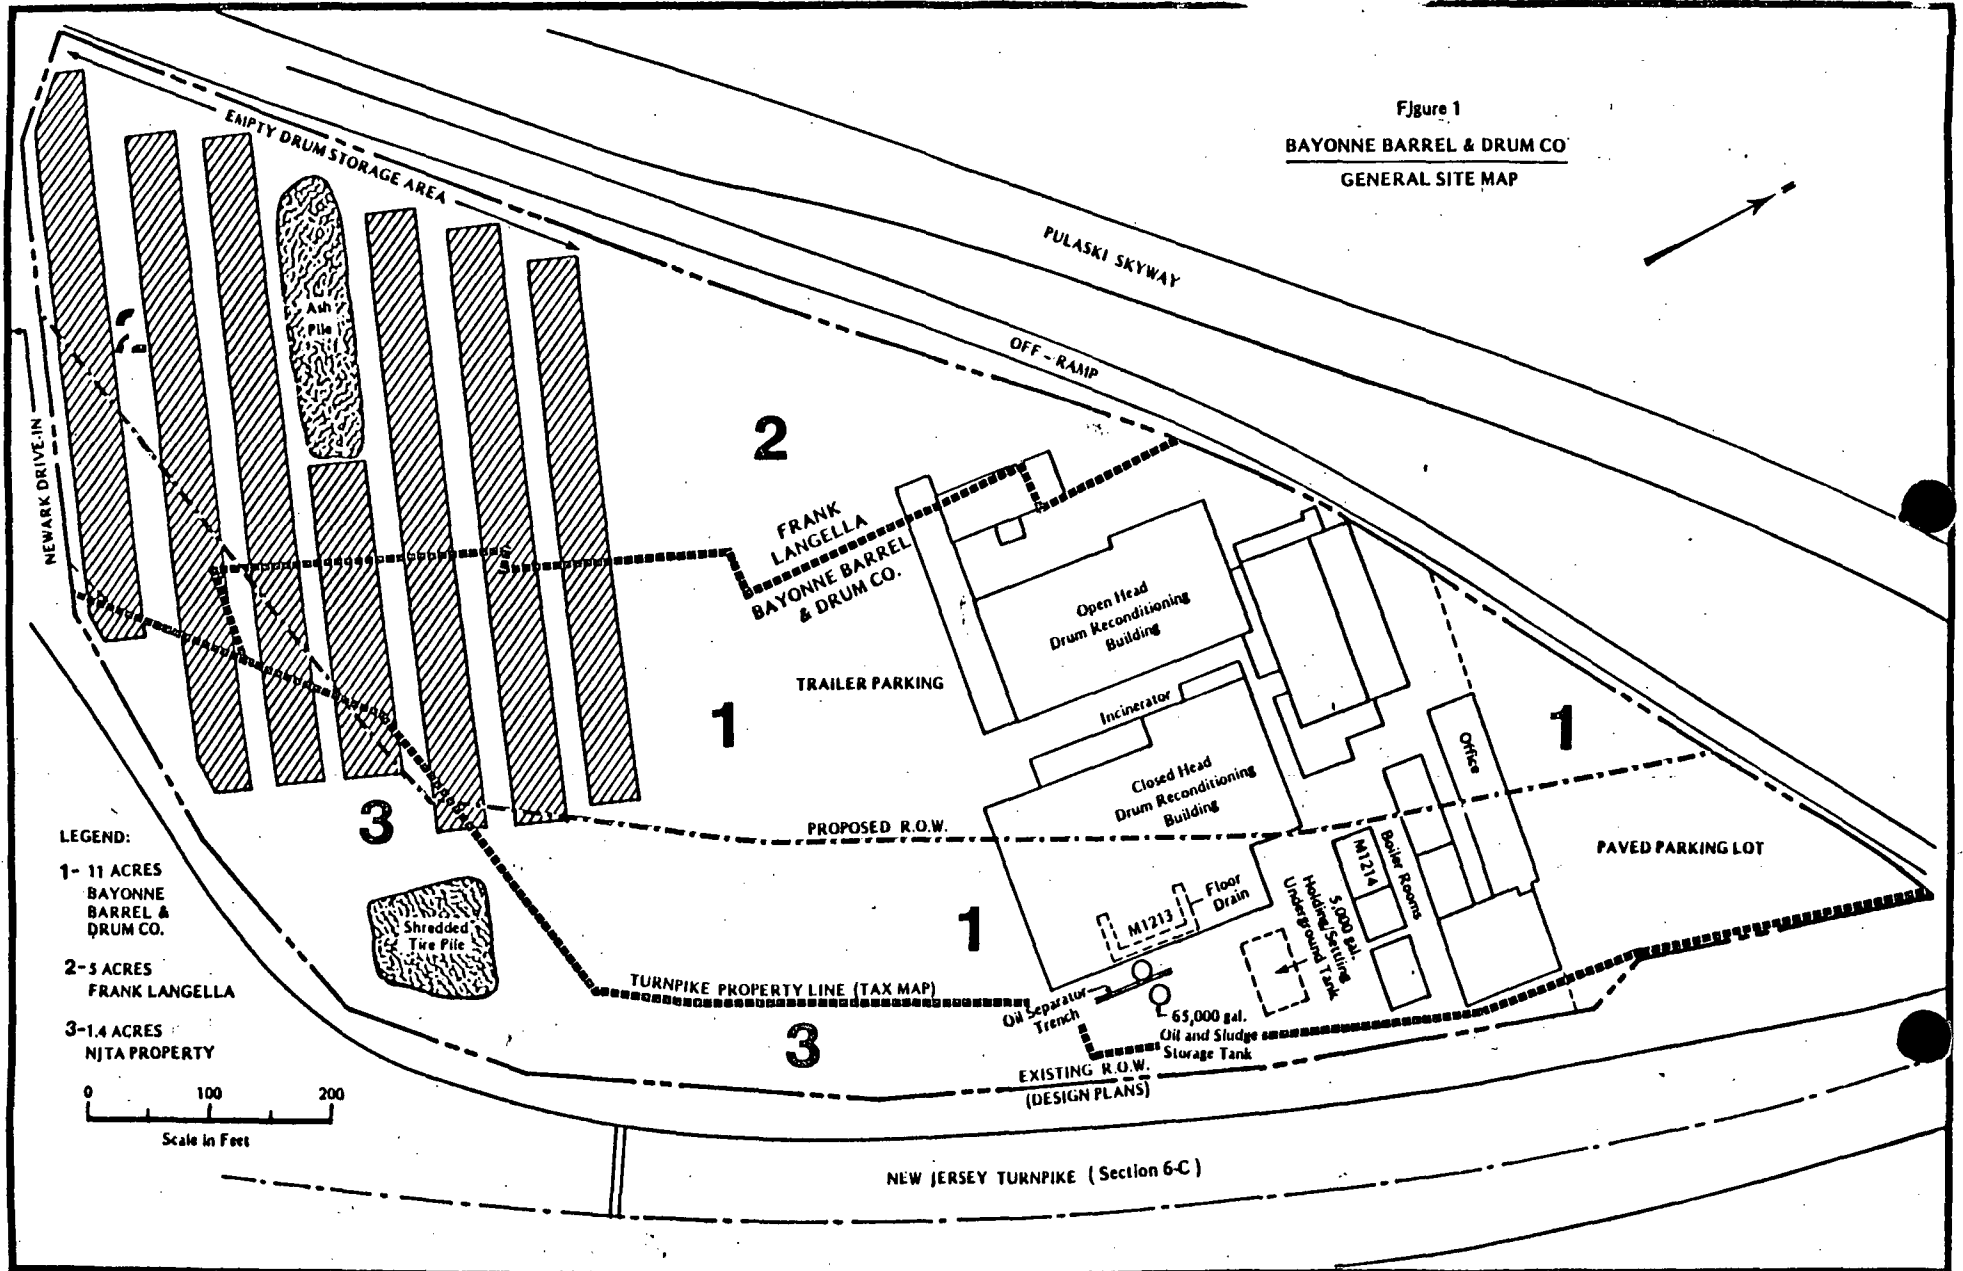 Figure 1
BAYONNE BARREL & DRUM CO
GENERAL SITE MAP
EMPTY DRUM STORAGE AREA
PULASKI SKYWAY
OFF - RAMP
Ash
Pile
2
2
NEWARK DRIVE-IN
FRANK
LANGELLA
BAYONNE BARREL
& DRUM CO.
Open Head
Drum Reconditioning
Building
TRAILER PARKING
1
Incinerator
1
Office
Closed Head
Drum Reconditioning
Building
PROPOSED R.O.W.
3
PAVED PARKING LOT
M1214
Boiler Rooms
Floor
Drain
M1213
5,000 gal.
Holding/Settling
Underground Tank
1
Shredded
Tire Pile
TURNPIKE PROPERTY LINE (TAX MAP)
Oil Separator
Trench
65,000 gal.
Oil and Sludge
Storage Tank
3
EXISTING R.O.W.
(DESIGN PLANS)
LEGEND:
1- 11 ACRES
BAYONNE
BARREL &
DRUM CO.
2-5 ACRES
FRANK LANGELLA
3-1.4 ACRES
NJTA PROPERTY
0 100 200
Scale in Feet
NEW JERSEY TURNPIKE ( Section 6-C )